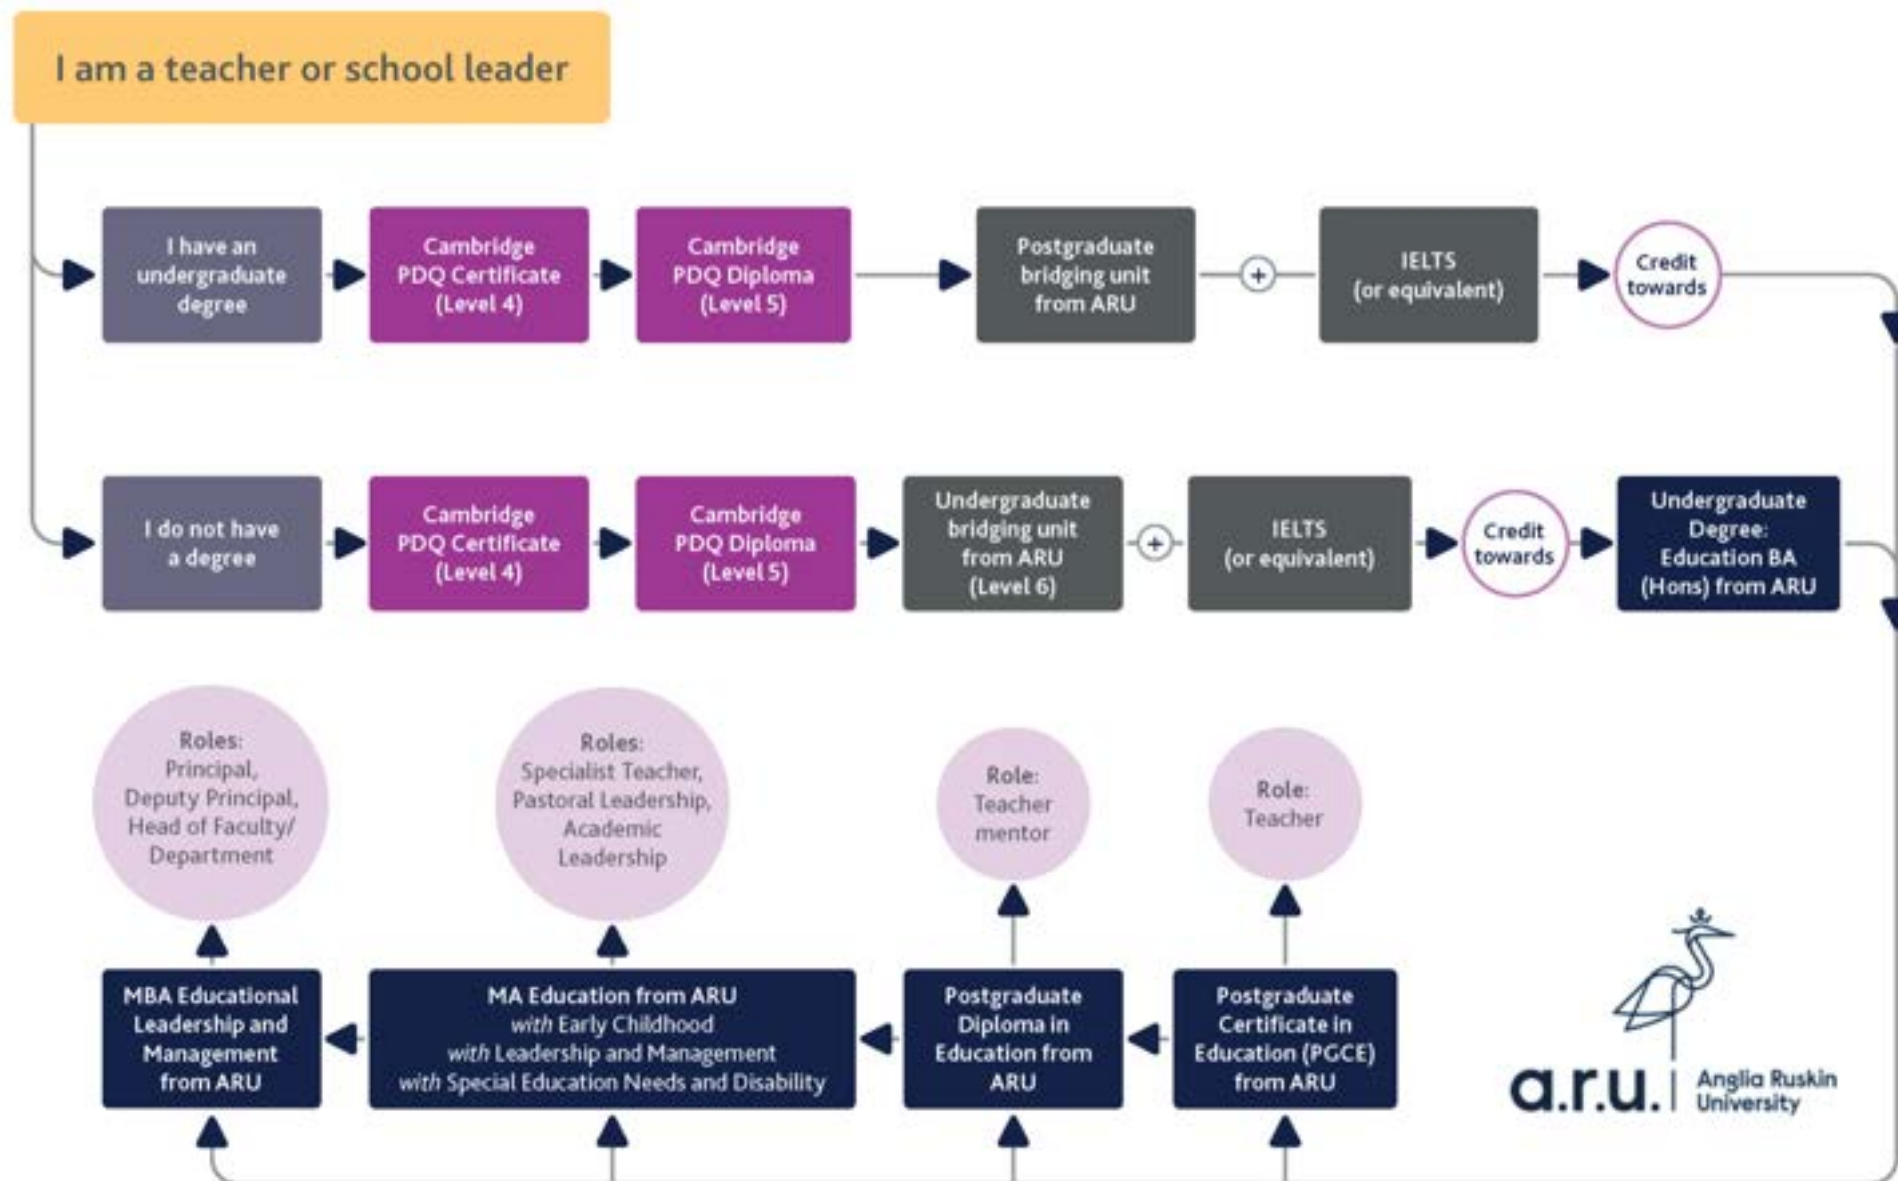 I am a teacher or school leader
I have an
undergraduate
degree
Cambridge
PDQ Certificate
(Level 4)
Cambridge
PDQ Diploma
(Level 5)
Postgraduate
bridging unit
from ARU
+
IELTS
(or equivalent)
Credit
towards
I do not have
a degree
Cambridge
PDQ Certificate
(Level 4)
Cambridge
PDQ Diploma
(Level 5)
Undergraduate
bridging unit
from ARU
(Level 6)
+
IELTS
(or equivalent)
Credit
towards
Undergraduate
Degree:
Education BA
(Hons) from ARU
Roles:
Principal,
Deputy Principal,
Head of Faculty/
Department
Roles:
Specialist Teacher,
Pastoral Leadership,
Academic
Leadership
Role:
Teacher
mentor
Role:
Teacher
MBA Educational
Leadership and
Management
from ARU
MA Education from ARU
with Early Childhood
with Leadership and Management
with Special Education Needs and Disability
Postgraduate
Diploma in
Education from
ARU
Postgraduate
Certificate in
Education (PGCE)
from ARU
a.r.u.
Anglia Ruskin
University